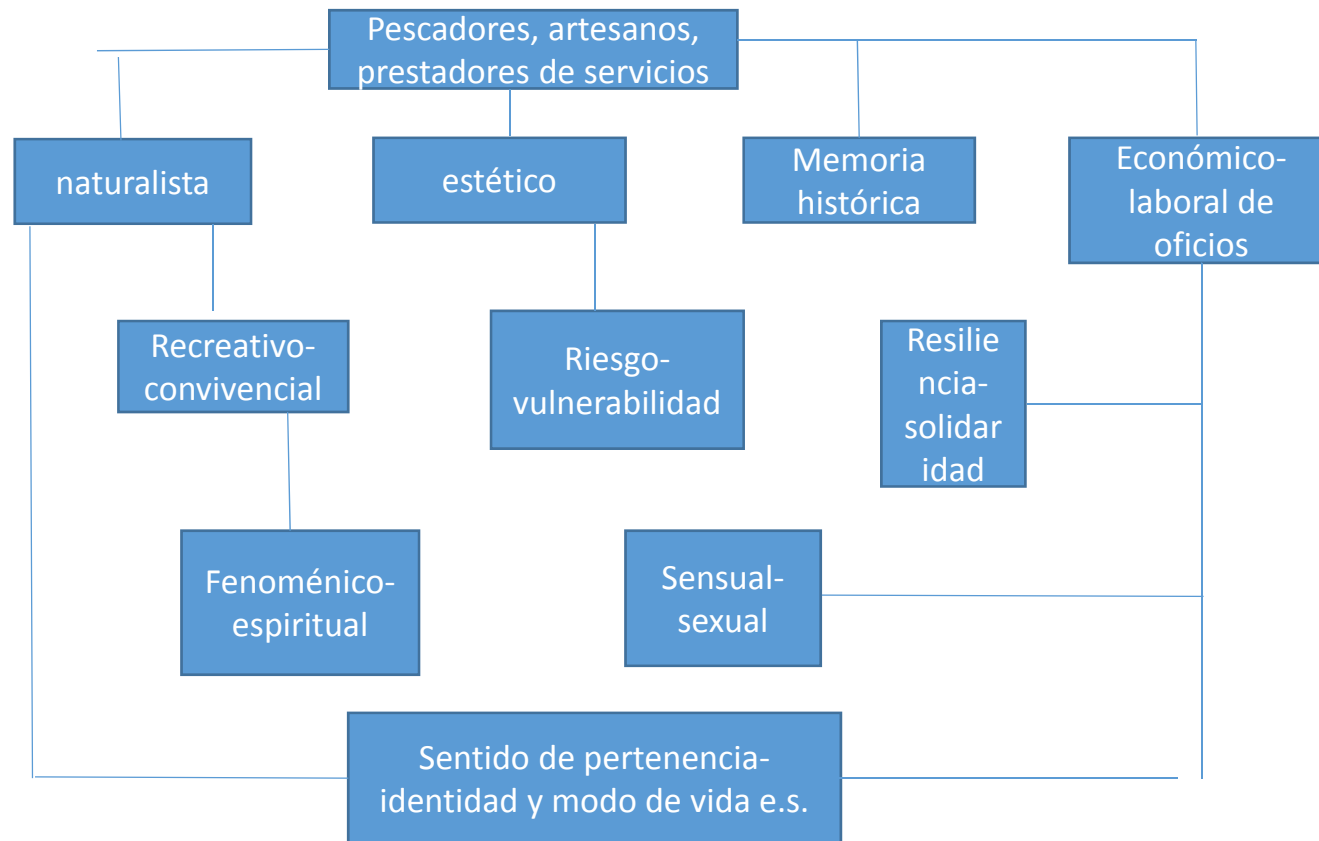 Pescadores, artesanos,
prestadores de servicios
naturalista
estético
Memoria
histórica
Económico-
laboral de
oficios
Recreativo-
convivencial
Riesgo-
vulnerabilidad
Resilie
ncia-
solidar
idad
Fenoménico-
espiritual
Sensual-
sexual
Sentido de pertenencia-
identidad y modo de vida e.s.